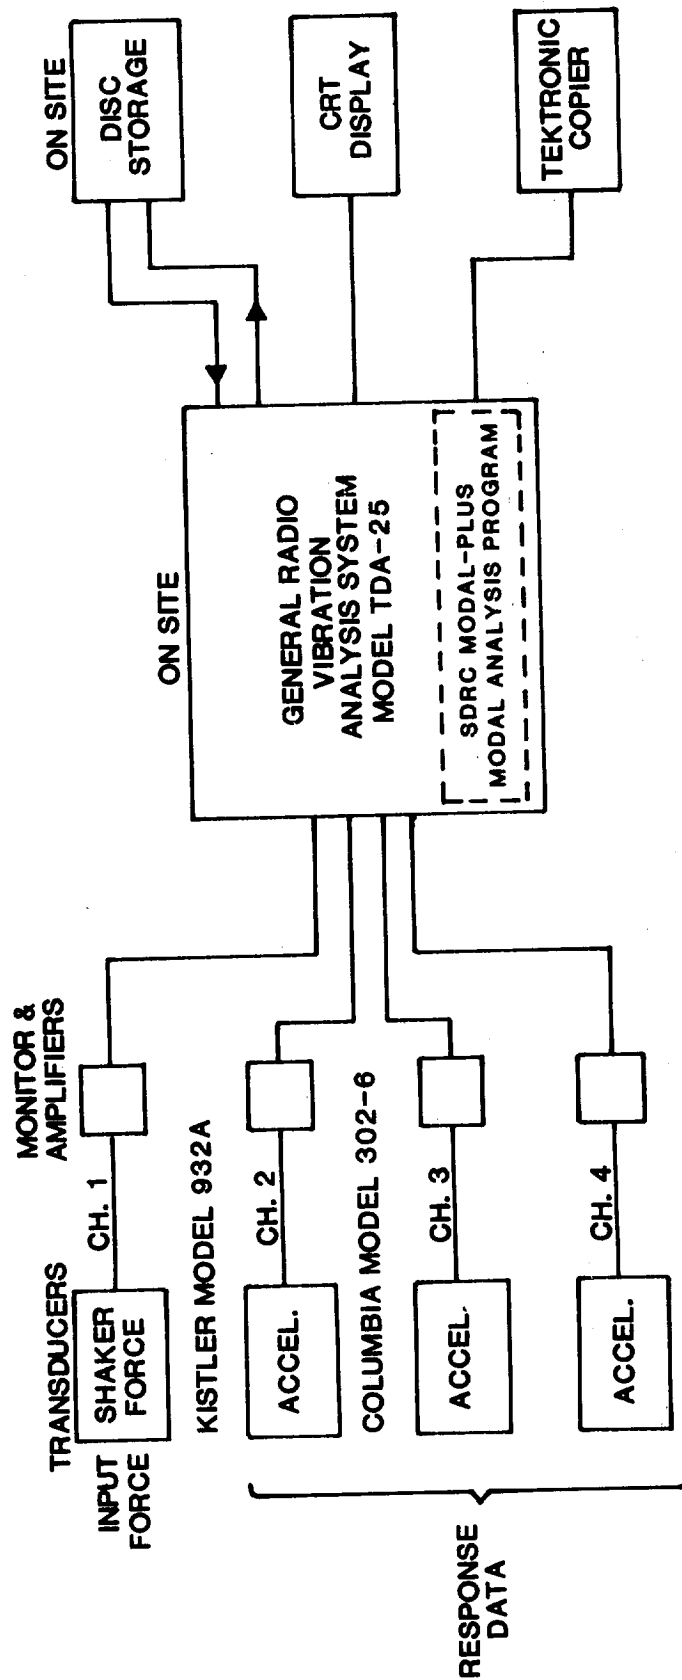 TRANSDUCERS
MONITOR &
AMPLIFIERS
INPUT
FORCE
SHAKER
FORCE
CH. 1
KISTLER MODEL 932A
ACCEL.
CH. 2
COLUMBIA MODEL 302-6
ACCEL.
CH. 3
ACCEL.
CH. 4
RESPONSE
DATA
ON SITE
GENERAL RADIO
VIBRATION
ANALYSIS SYSTEM
MODEL TDA-25
SDRC MODAL-PLUS
MODAL ANALYSIS PROGRAM
ON SITE
DISC
STORAGE
CRT
DISPLAY
TEKTRONIC
COPIER